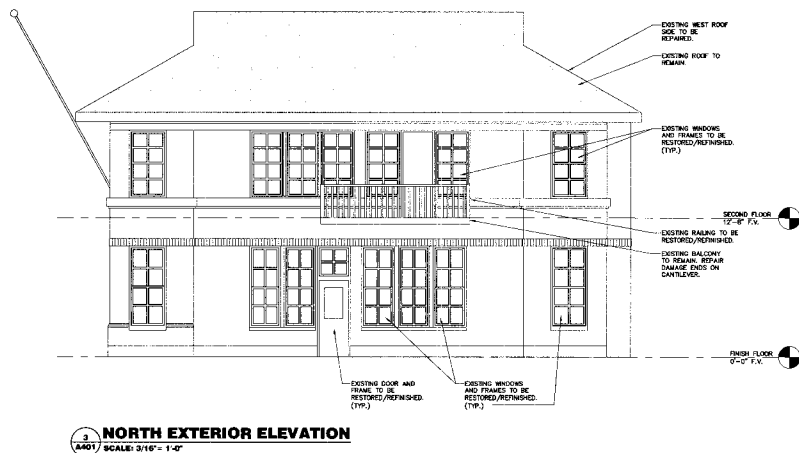 EXISTING WEST ROOF
SIDE TO BE
REPAIRED.
EXISTING ROOF TO
REMAIN.
EXISTING WINDOWS
AND FRAMES TO BE
RESTORED/REFINISHED.
(TYP.)
SECOND FLOOR
12'-8" F.V.
EXISTING RAILING TO BE
RESTORED/REFINISHED.
EXISTING BALCONY
TO REMAIN. REPAIR
DAMAGE ENDS ON
CANTILEVER.
FINISH FLOOR
0'-0" F.V.
EXISTING DOOR AND
FRAME TO BE
RESTORED/REFINISHED.
(TYP.)
EXISTING WINDOWS
AND FRAMES TO BE
RESTORED/REFINISHED.
(TYP.)
3
A401
NORTH EXTERIOR ELEVATION
SCALE: 3/16" = 1'-0"